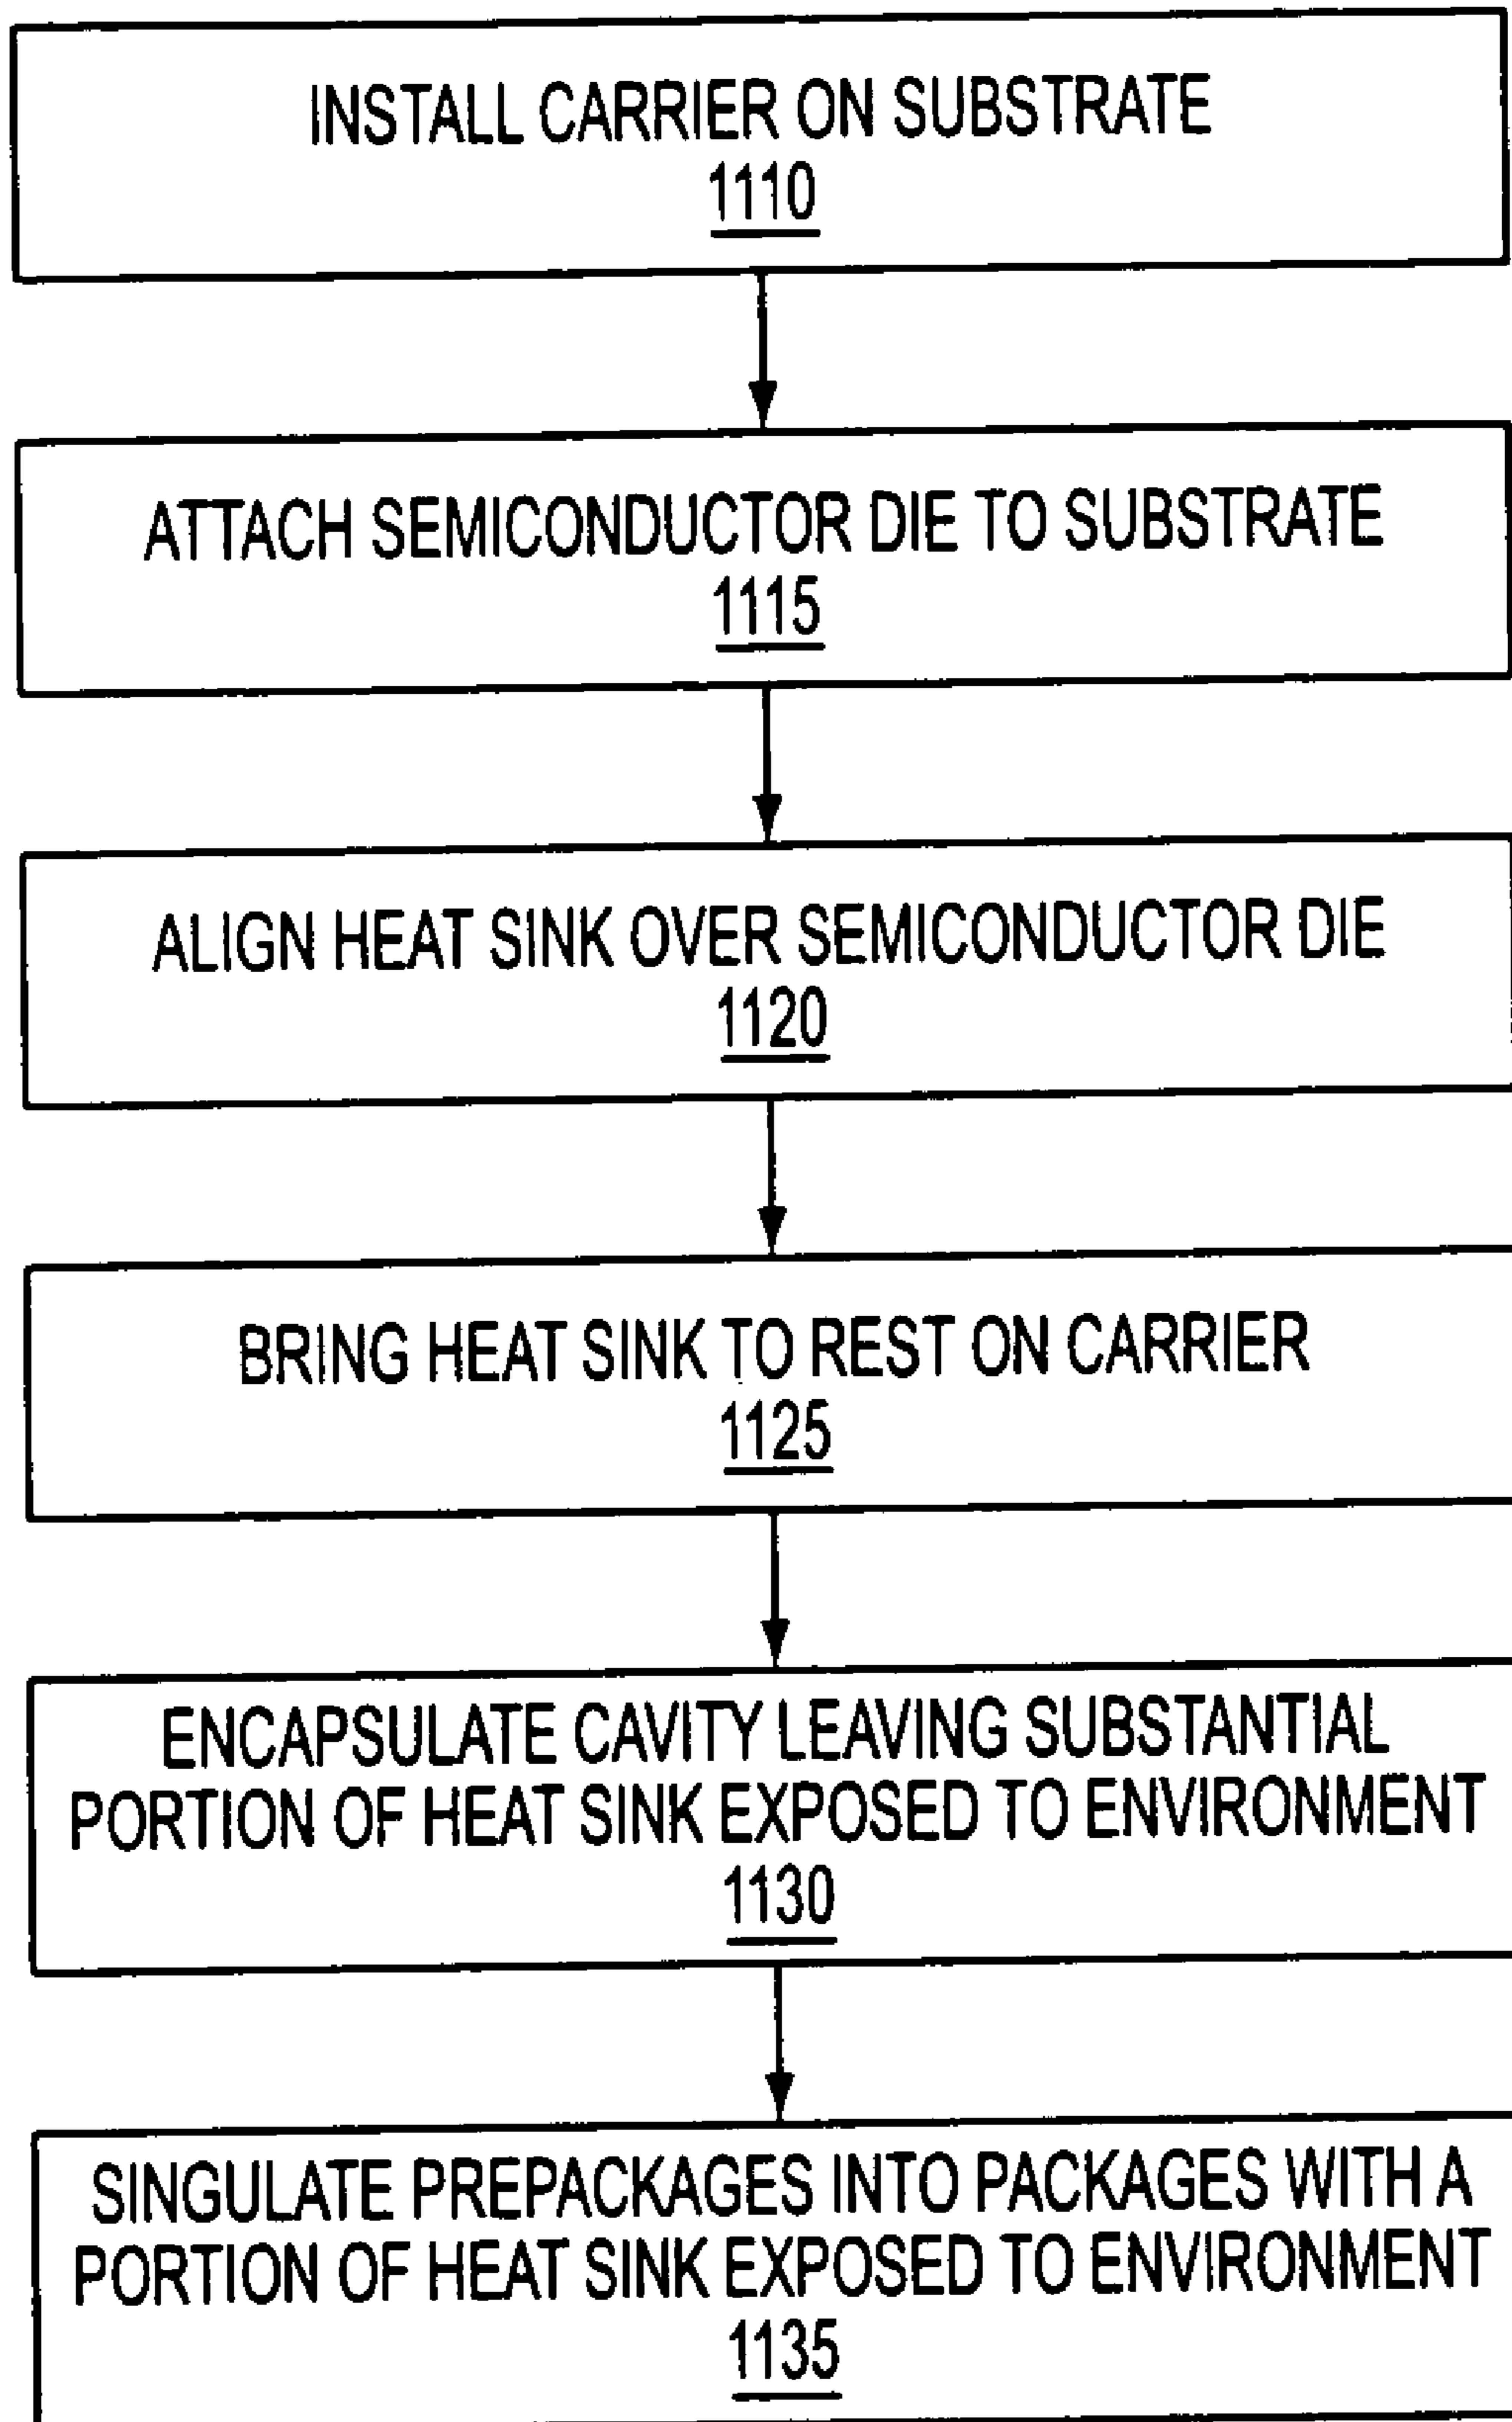 INSTALL CARRIER ON SUBSTRATE
1110
ATTACH SEMICONDUCTOR DIE TO SUBSTRATE
1115
ALIGN HEAT SINK OVER SEMICONDUCTOR DIE
1120
BRING HEAT SINK TO REST ON CARRIER
1125
ENCAPSULATE CAVITY LEAVING SUBSTANTIAL
PORTION OF HEAT SINK EXPOSED TO ENVIRONMENT
1130
SINGULATE PREPACKAGES INTO PACKAGES WITH A
PORTION OF HEAT SINK EXPOSED TO ENVIRONMENT
1135